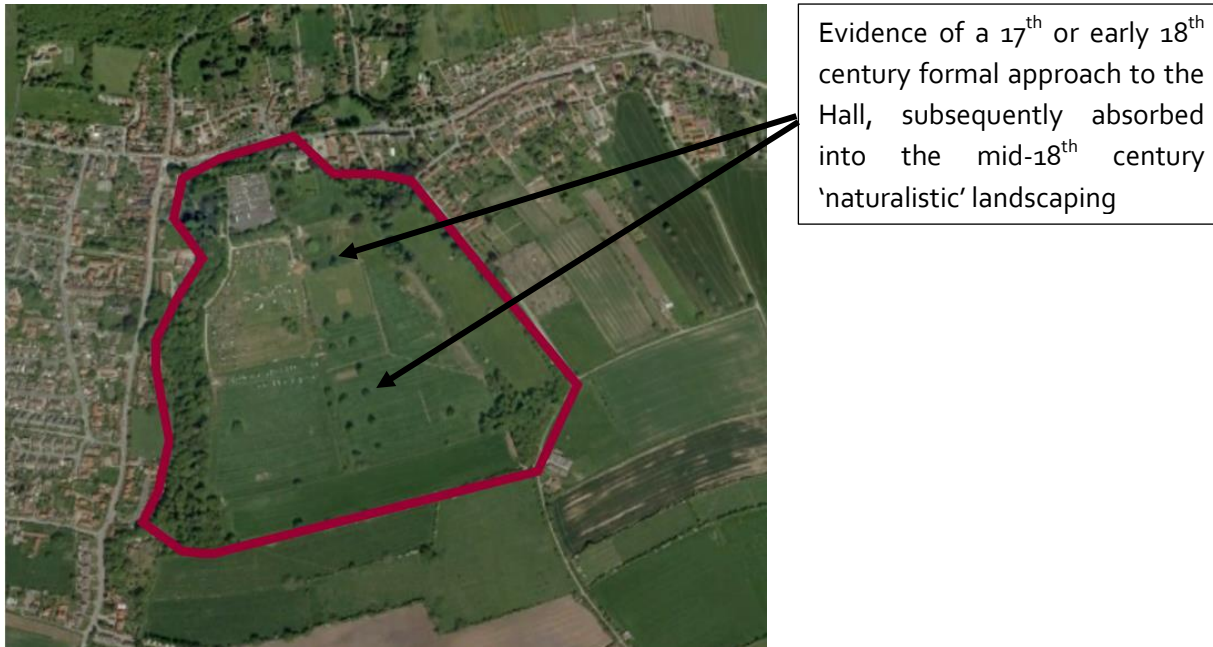 Evidence of a 17th or early 18th
century formal approach to the
Hall, subsequently absorbed
into the mid-18th century
‘naturalistic’ landscaping